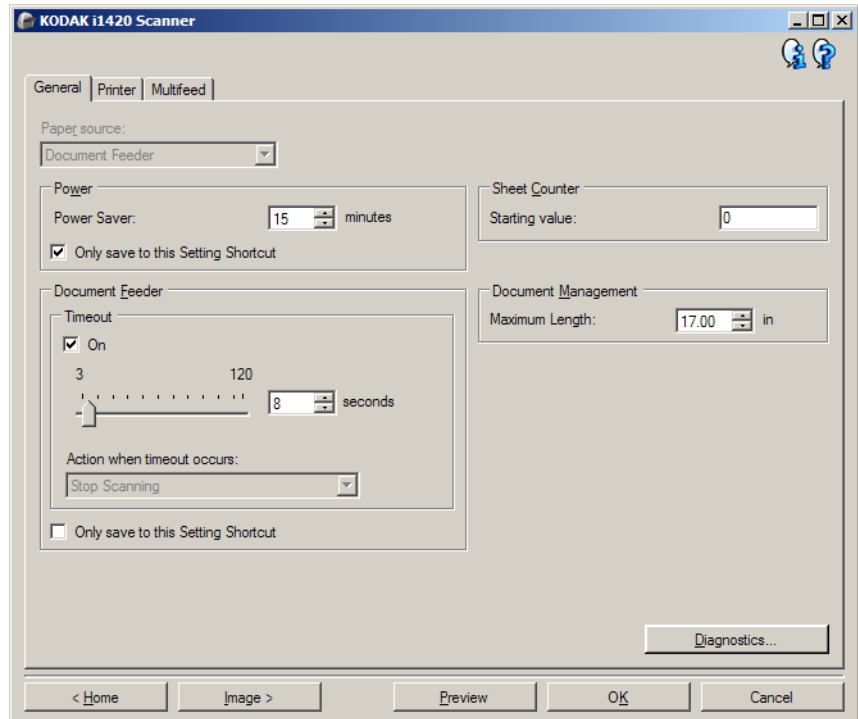 KODAK i1420 Scanner
General Printer Multifeed
Paper source:
Document Feeder
Power
Power Saver: 15 minutes
Only save to this Setting Shortcut
Sheet Counter
Starting value: 0
Document Feeder
Timeout
On
3 120
8 seconds
Action when timeout occurs:
Stop Scanning
Only save to this Setting Shortcut
Document Management
Maximum Length: 17.00 in
Diagnostics...
< Home Image > Preview OK Cancel